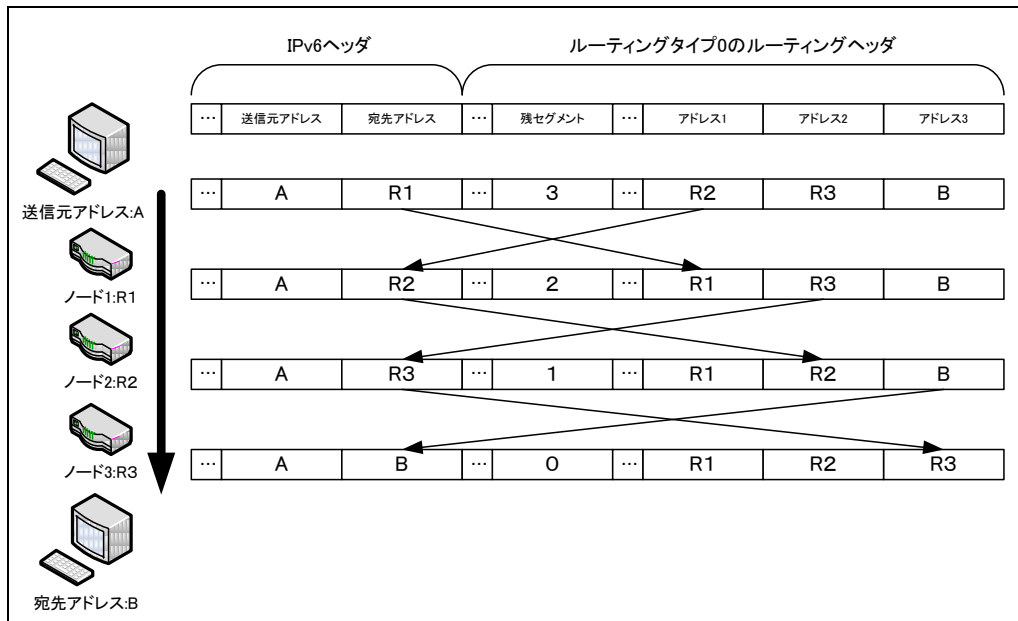 IPv6ヘッダ ルーティングタイプ0のルーティングヘッダ
… 送信元アドレス 宛先アドレス … 残セグメント … アドレス1 アドレス2 アドレス3
… A R1 … 3 … R2 R3 B
送信元アドレス:A
… A R2 … 2 … R1 R3 B
ノード1:R1
… A R3 … 1 … R1 R2 B
ノード2:R2
… A B … 0 … R1 R2 R3
ノード3:R3
宛先アドレス:B